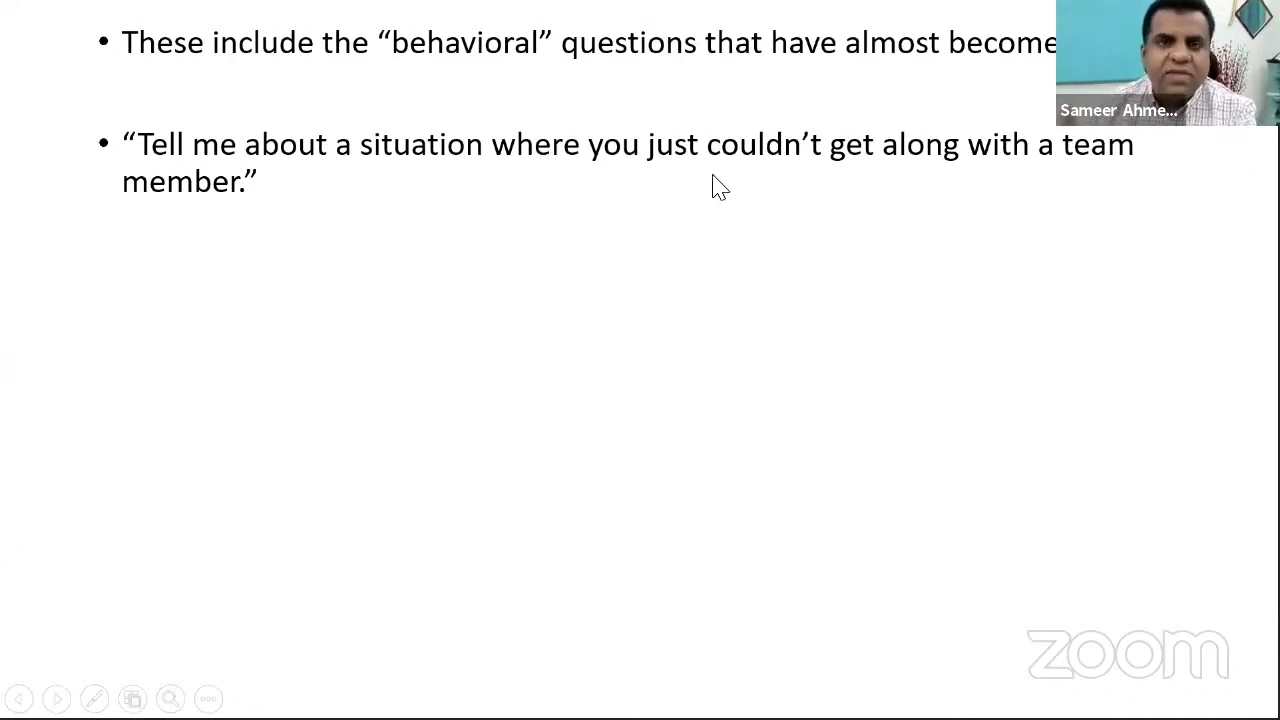 • These include the “behavioral” questions that have almost become
Sameer Ahme...
• “Tell me about a situation where you just couldn’t get along with a team
member.”
zoom